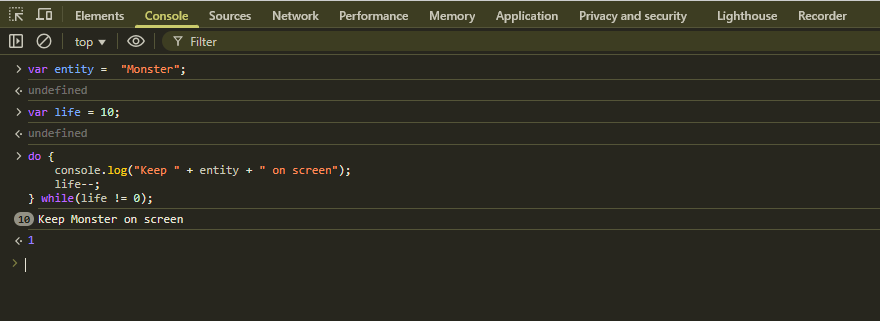 Elements Console Sources Network Performance Memory Application Privacy and security Lighthouse Recorder
top Filter
var entity =  "Monster";
undefined
var life = 10;
undefined
do {
    console.log("Keep " + entity + " on screen");
    life--;
} while(life != 0);
10 Keep Monster on screen
1